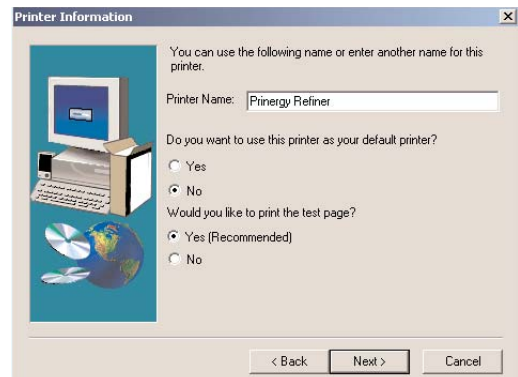 Printer Information
You can use the following name or enter another name for this
printer.
Printer Name: Prinergy Refiner
Do you want to use this printer as your default printer?
Yes
No
Would you like to print the test page?
Yes (Recommended)
No
< Back Next > Cancel